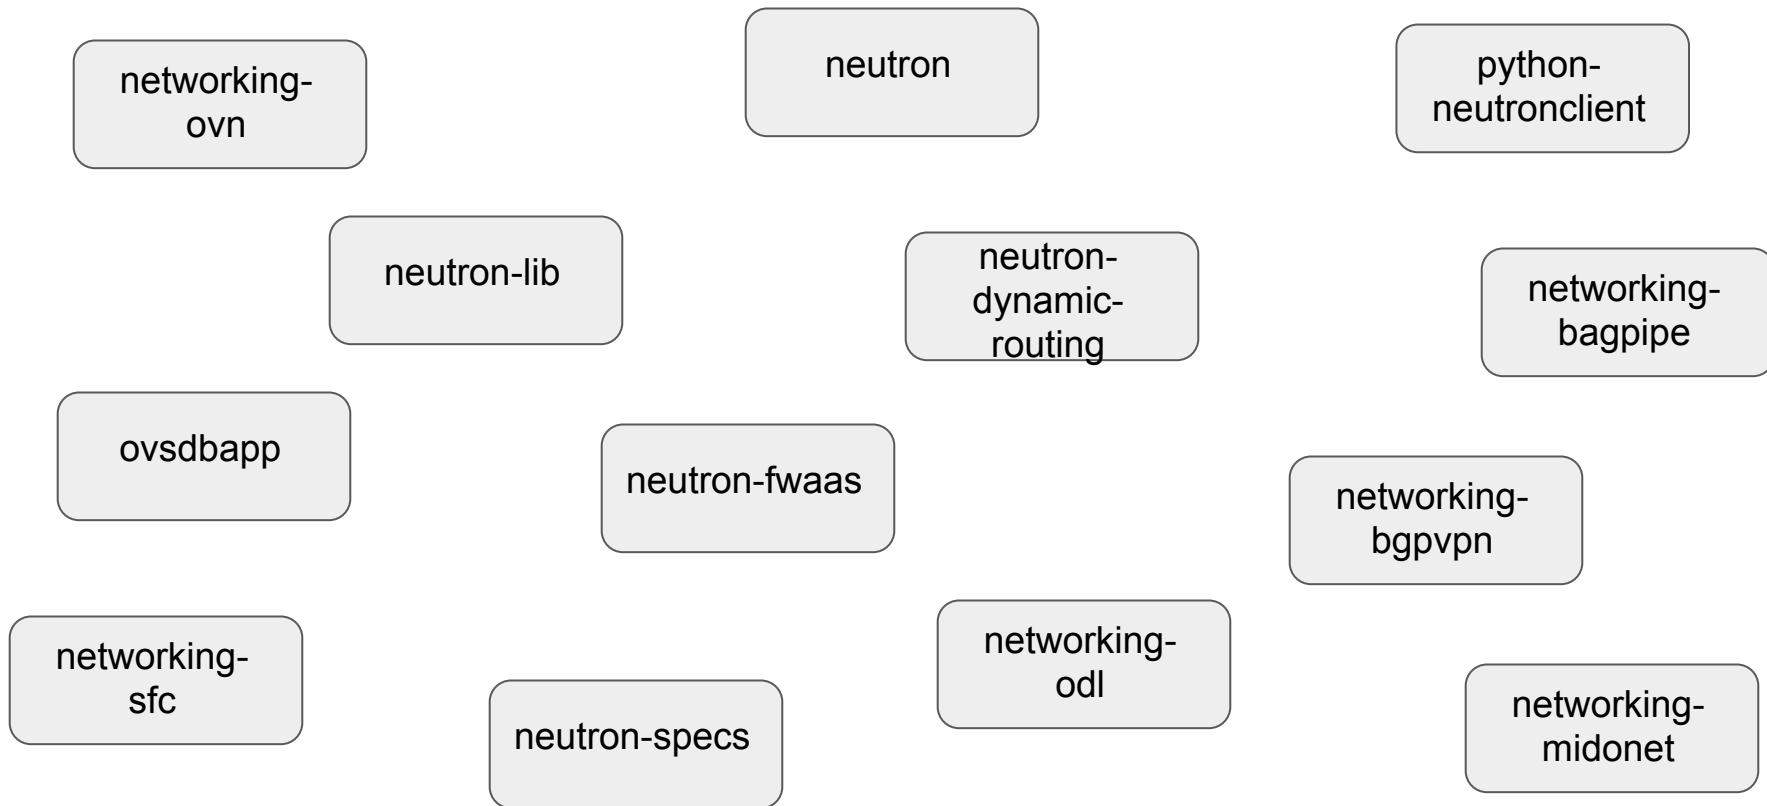 networking-
ovn
neutron
python-
neutronclient
neutron-lib
neutron-
dynamic-
routing
networking-
bagpipe
ovsdbapp
neutron-fwaas
networking-
bgpvpn
networking-
sfc
neutron-specs
networking-
odl
networking-
midonet